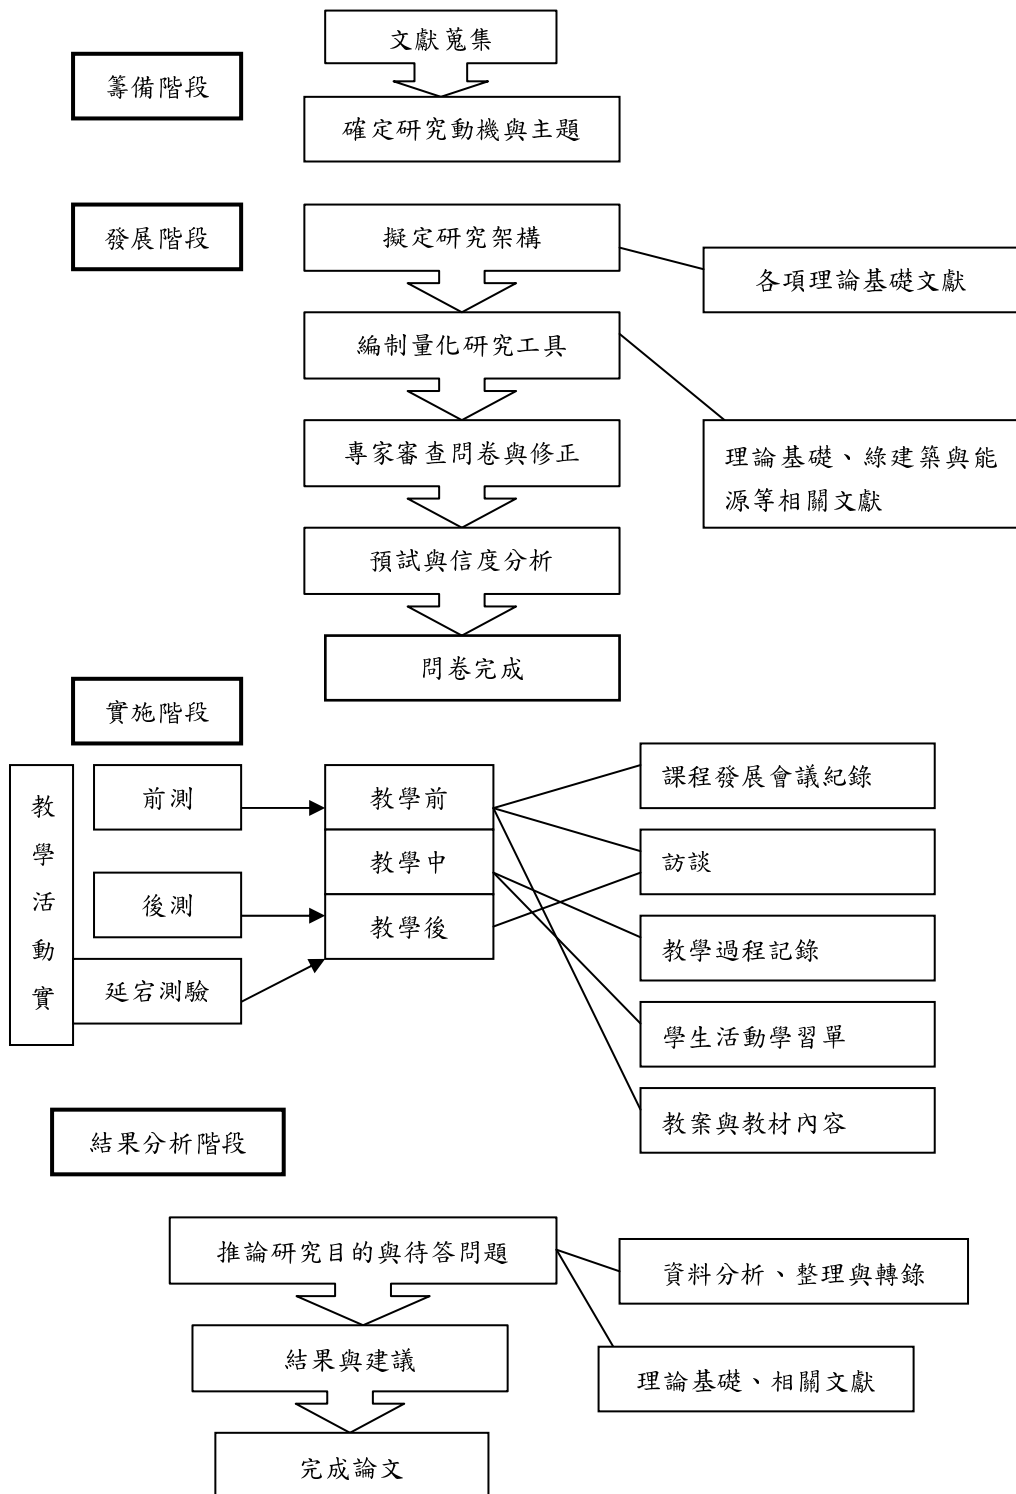 文獻蒐集
籌備階段
確定研究動機與主題
發展階段
擬定研究架構
各項理論基礎文獻
編制量化研究工具
專家審查問卷與修正
理論基礎、綠建築與能
源等相關文獻
預試與信度分析
問卷完成
實施階段
教
學
活
動
實
前測
教學前
課程發展會議紀錄
教學中
訪談
後測
教學後
教學過程記錄
延宕測驗
學生活動學習單
教案與教材內容
結果分析階段
推論研究目的與待答問題
資料分析、整理與轉錄
結果與建議
理論基礎、相關文獻
完成論文